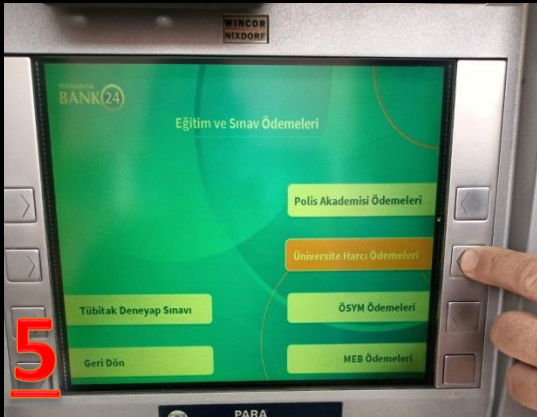 WINCOR
NIXDORF
BANK24
Eğitim ve Sınav Ödemeleri
Polis Akademisi Ödemeleri
Üniversite Harcı Ödemeleri
Tübitak Deneyap Sınavı
ÖSYM Ödemeleri
Geri Dön
MEB Ödemeleri
5
PARA